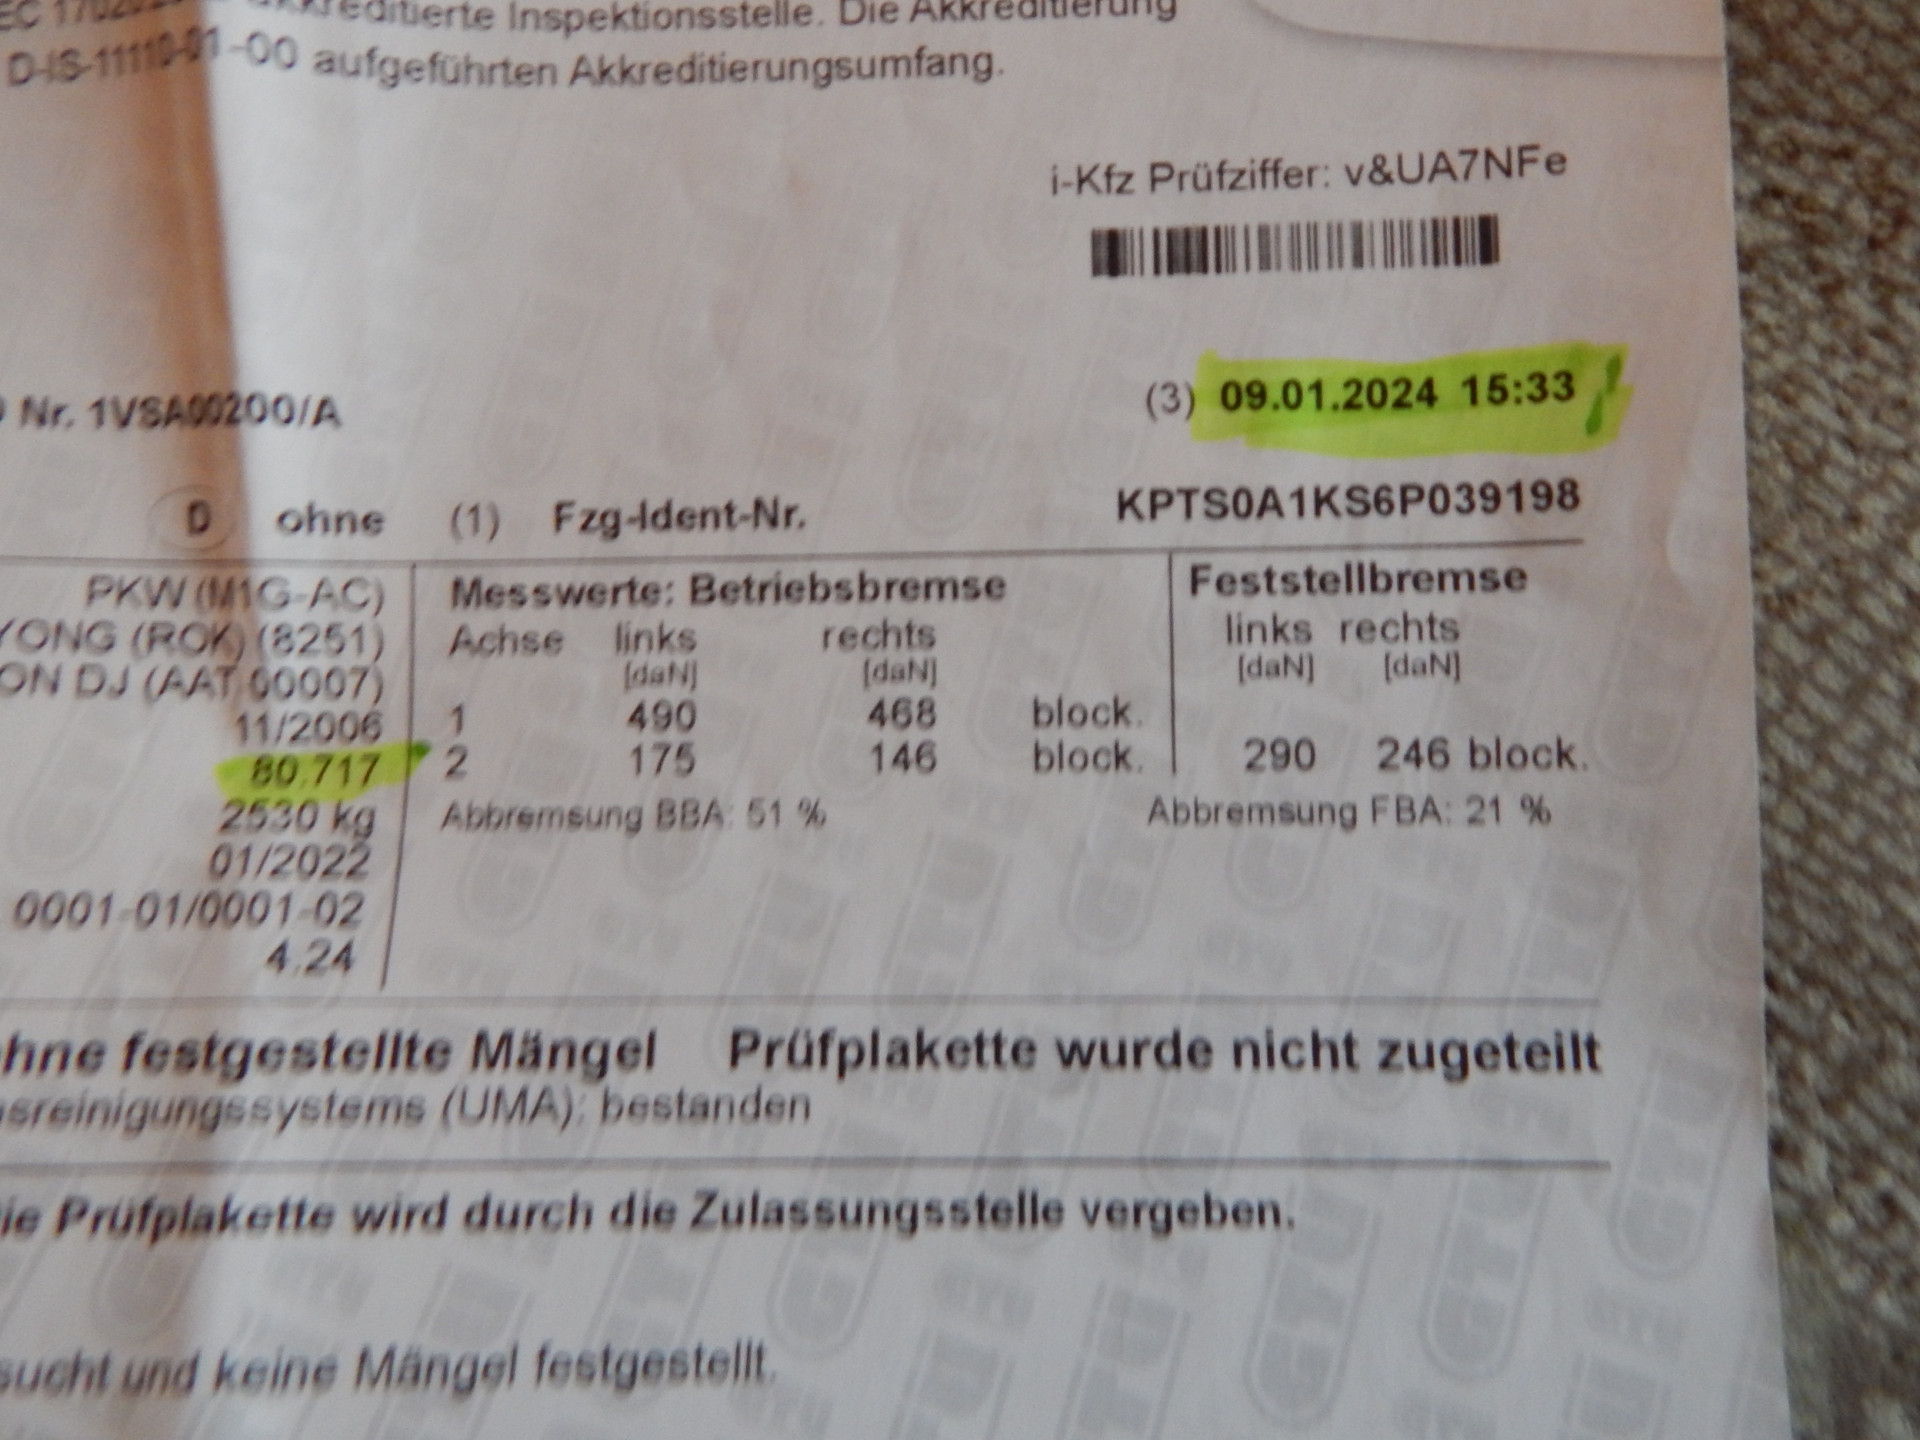 akkreditierte Inspektionsstelle. Die Akkreditierung
D-IS-11110-01-00 aufgeführten Akkreditierungsumfang.
i-Kfz Prüfziffer: v&UA7NFe
Nr. 1VSA00200/A
(3) 09.01.2024 15:33
D ohne (1) Fzg-Ident-Nr. KPTS0A1KS6P039198
PKW (M1G-AC) Messwerte: Betriebsbremse Feststellbremse
YONG (ROK) (8251) Achse links rechts links rechts
[daN] [daN] [daN] [daN]
ON DJ (AAT 00007)
11/2006 1 490 468 block.
80.717 2 175 146 block. 290 246 block.
2530 kg Abbremsung BBA: 51 % Abbremsung FBA: 21 %
01/2022
0001-01/0001-02
4.24
hne festgestellte Mängel Prüfplakette wurde nicht zugeteilt
sreinigungssystems (UMA): bestanden
ie Prüfplakette wird durch die Zulassungsstelle vergeben.
sucht und keine Mängel festgestellt.